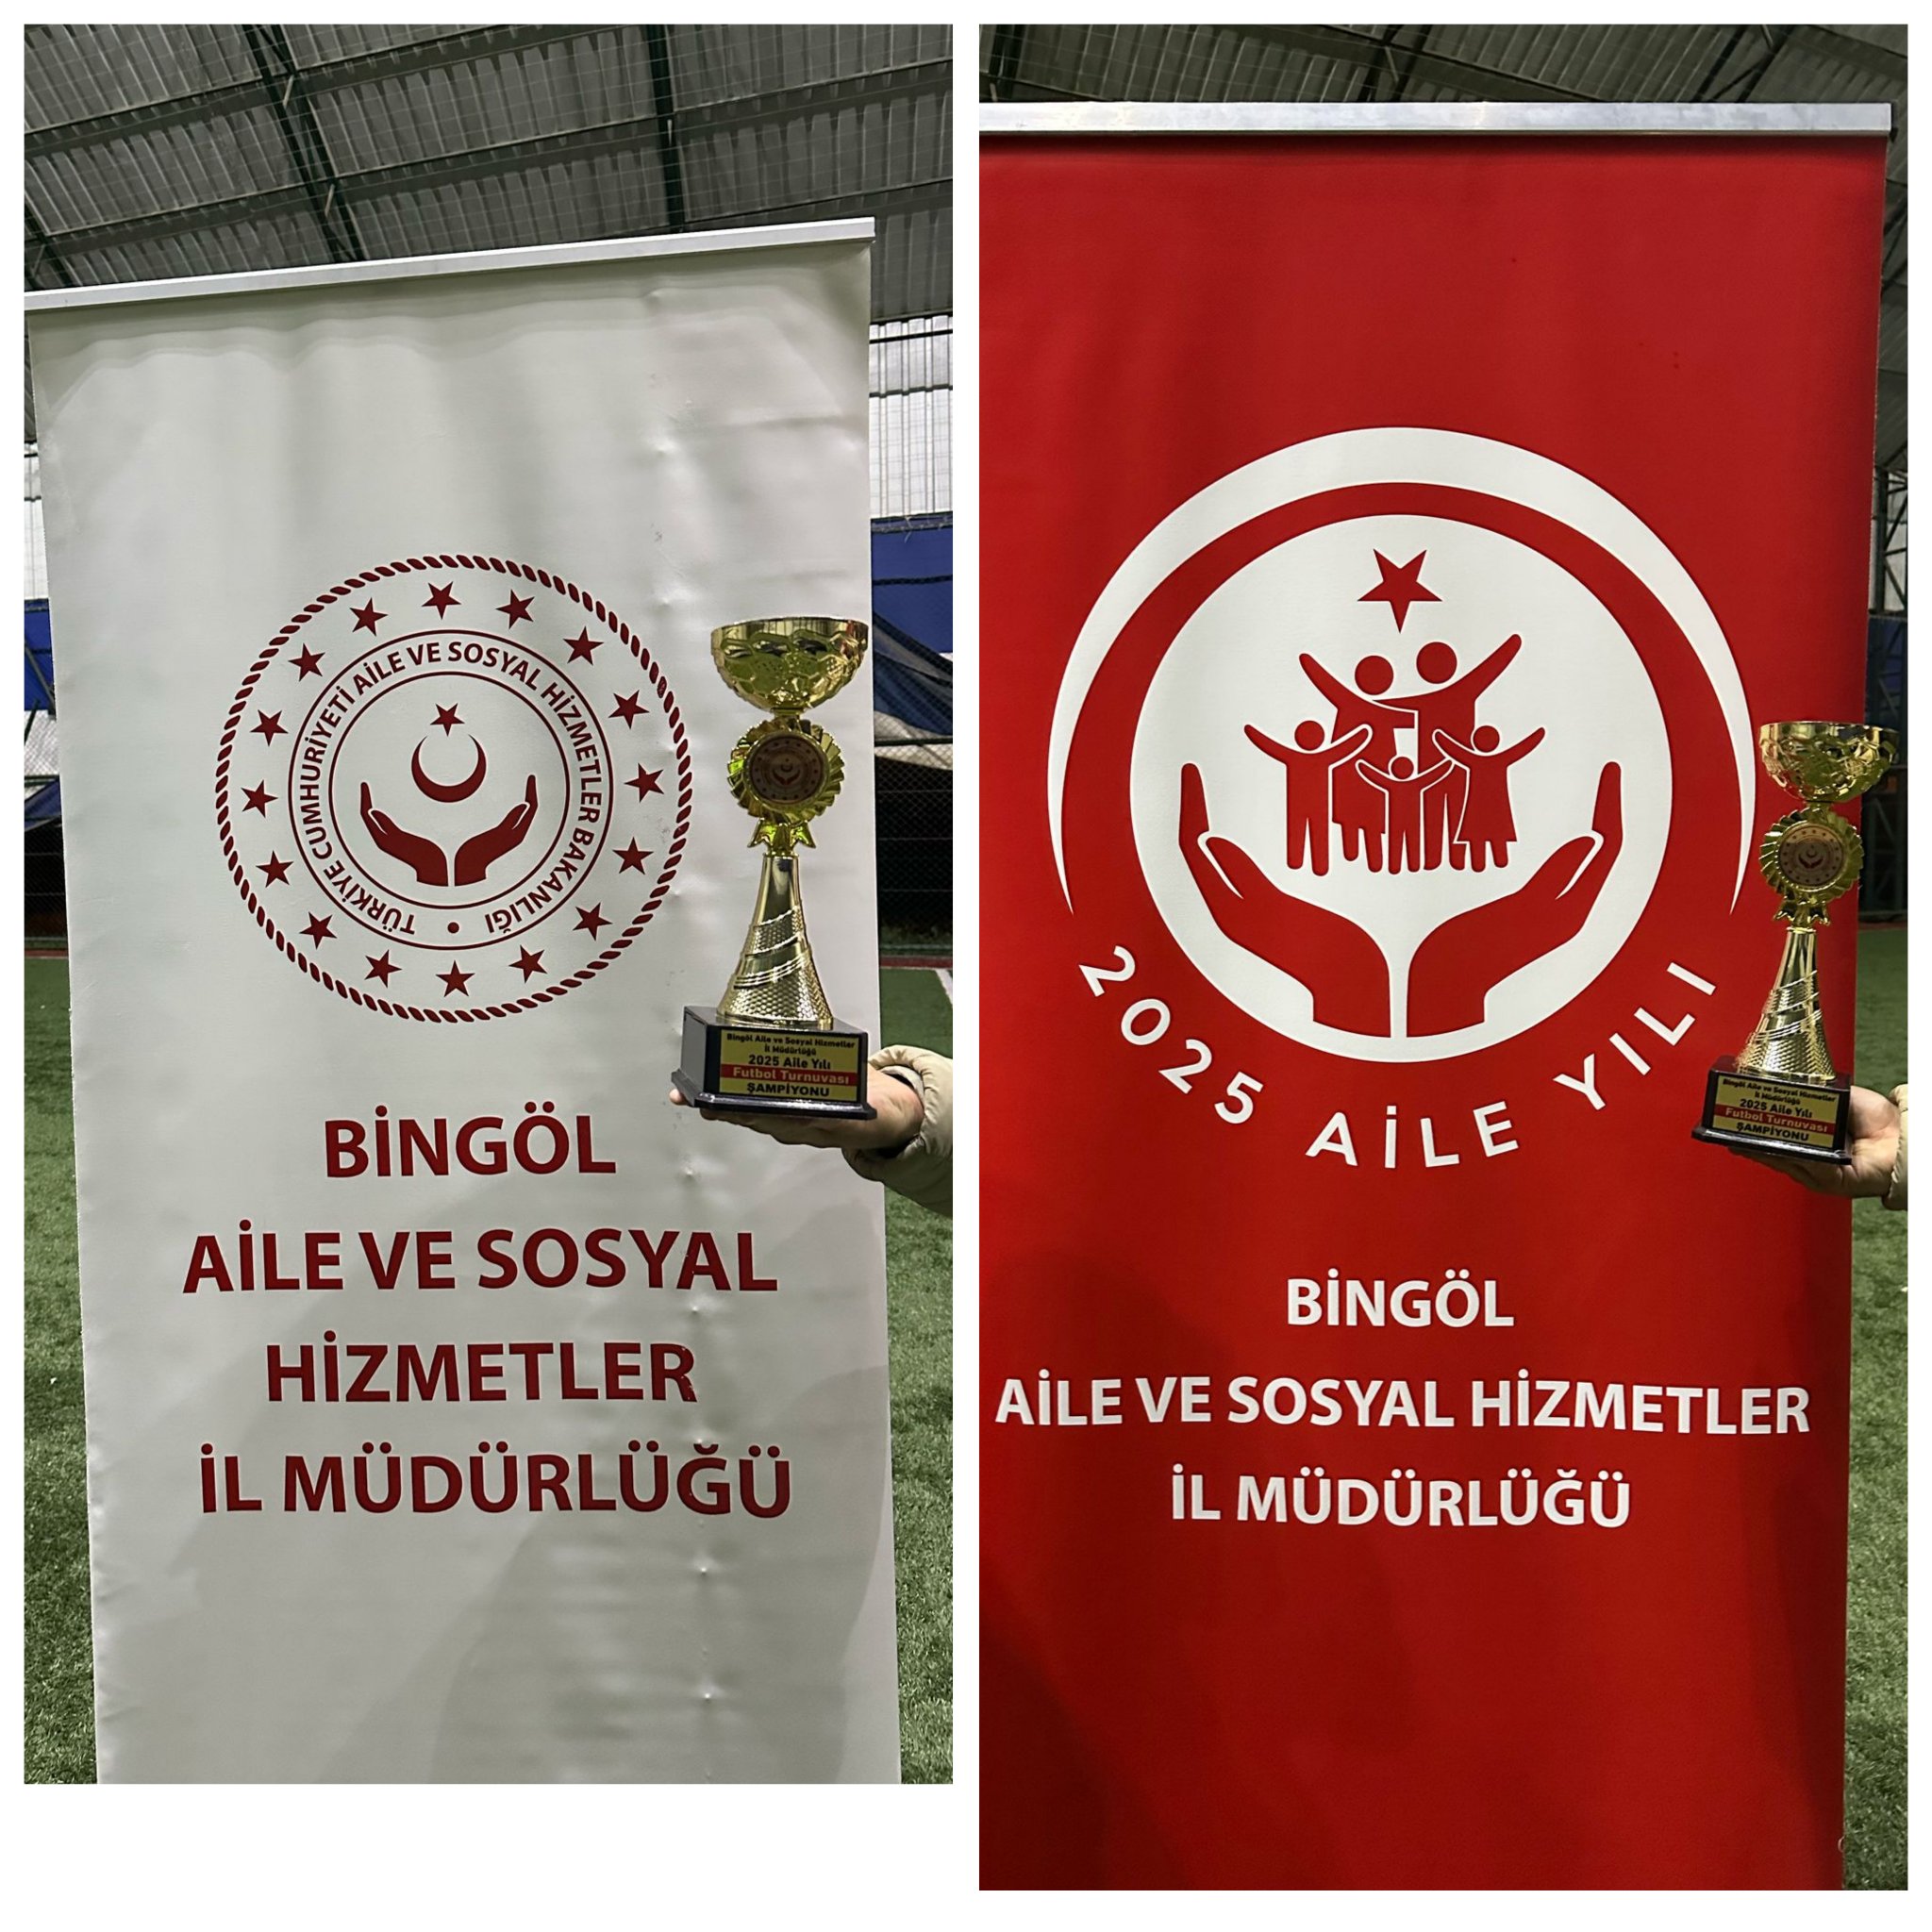 TÜRKİYE CUMHURİYETİ AİLE VE SOSYAL HİZMETLER BAKANLIĞI
BİNGÖL
AİLE VE SOSYAL
HİZMETLER
İL MÜDÜRLÜĞÜ
Bingöl Aile ve Sosyal Hizmetler
İl Müdürlüğü
2025 Aile Yılı
Futbol Turnuvası
ŞAMPİYONU
2025 AİLE YILI
BİNGÖL
AİLE VE SOSYAL HİZMETLER
İL MÜDÜRLÜĞÜ
Bingöl Aile ve Sosyal Hizmetler
İl Müdürlüğü
2025 Aile Yılı
Futbol Turnuvası
ŞAMPİYONU